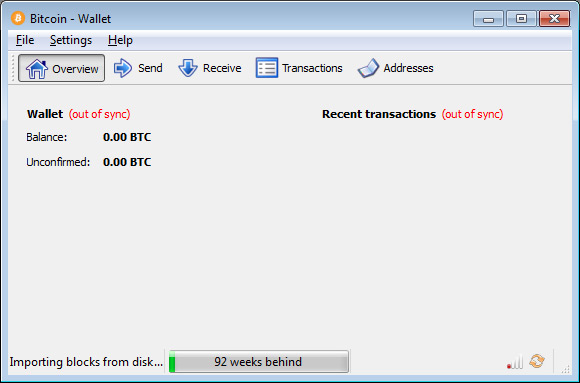 Bitcoin - Wallet
File Settings Help
Overview Send Receive Transactions Addresses
Wallet (out of sync) Recent transactions (out of sync)
Balance: 0.00 BTC
Unconfirmed: 0.00 BTC
Importing blocks from disk... 92 weeks behind